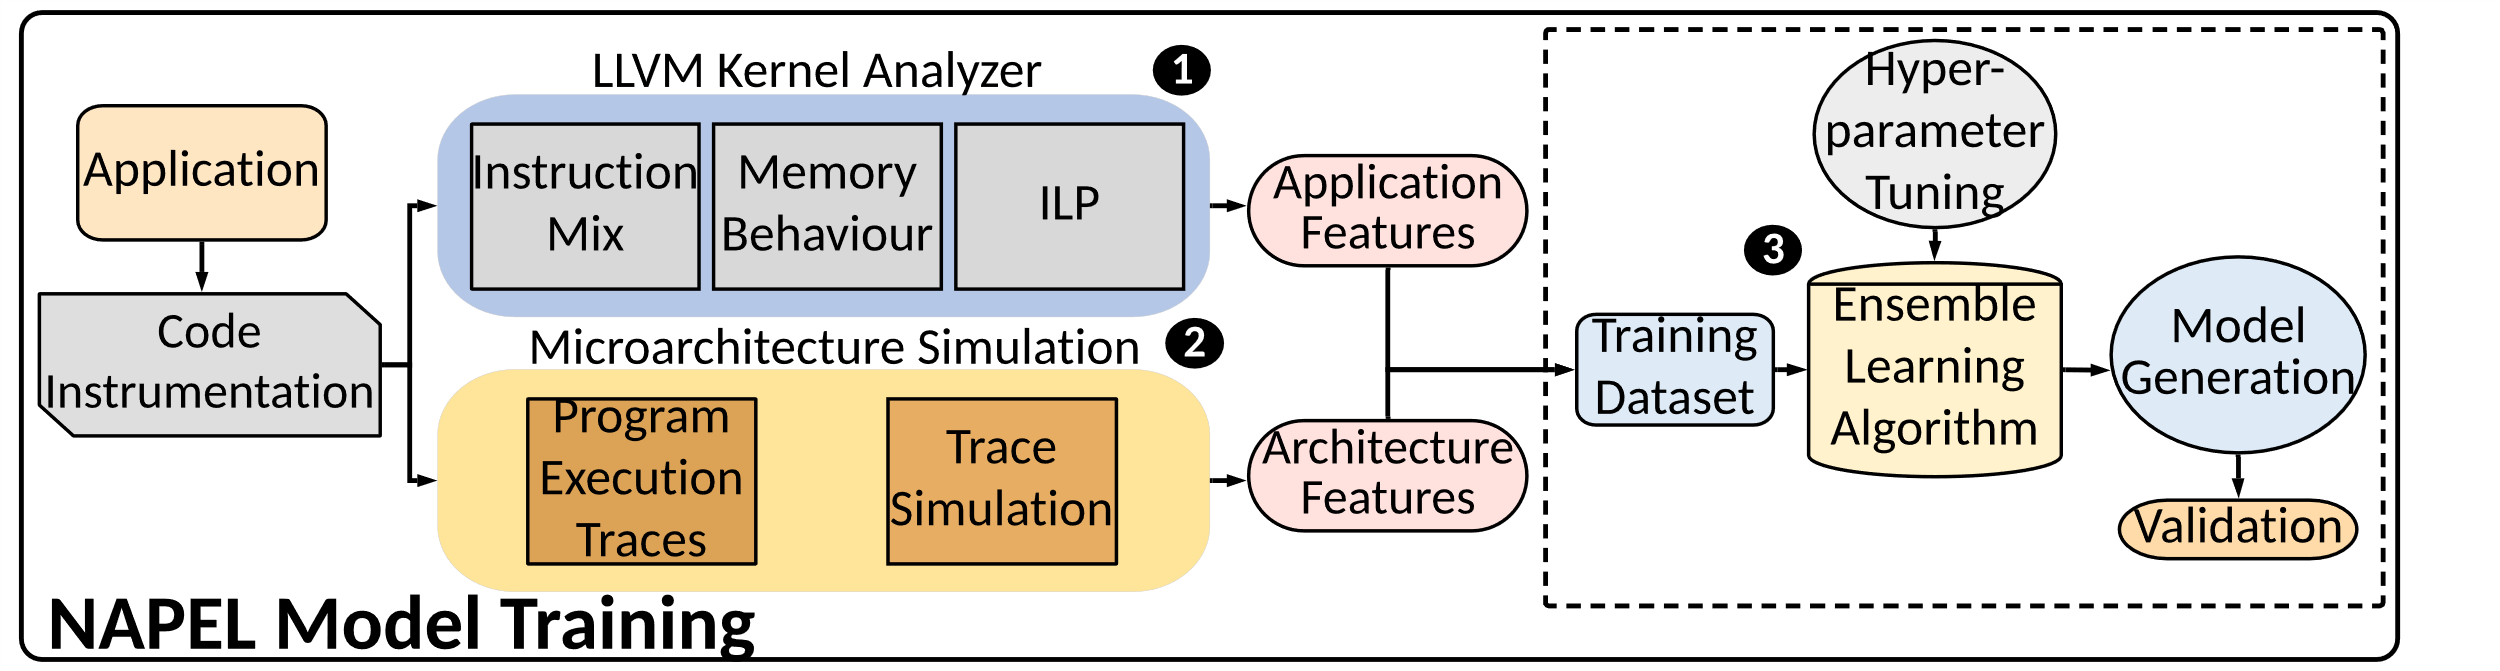 LLVM Kernel Analyzer
1
Application
Instruction
Mix
Memory
Behaviour
ILP
Application
Features
Code
Instrumentation
Microarchitecture Simulation
2
Program
Execution
Traces
Trace
Simulation
Architecture
Features
Hyper-
parameter
Tuning
3
Training
Dataset
Ensemble
Learning
Algorithm
Model
Generation
Validation
NAPEL Model Training